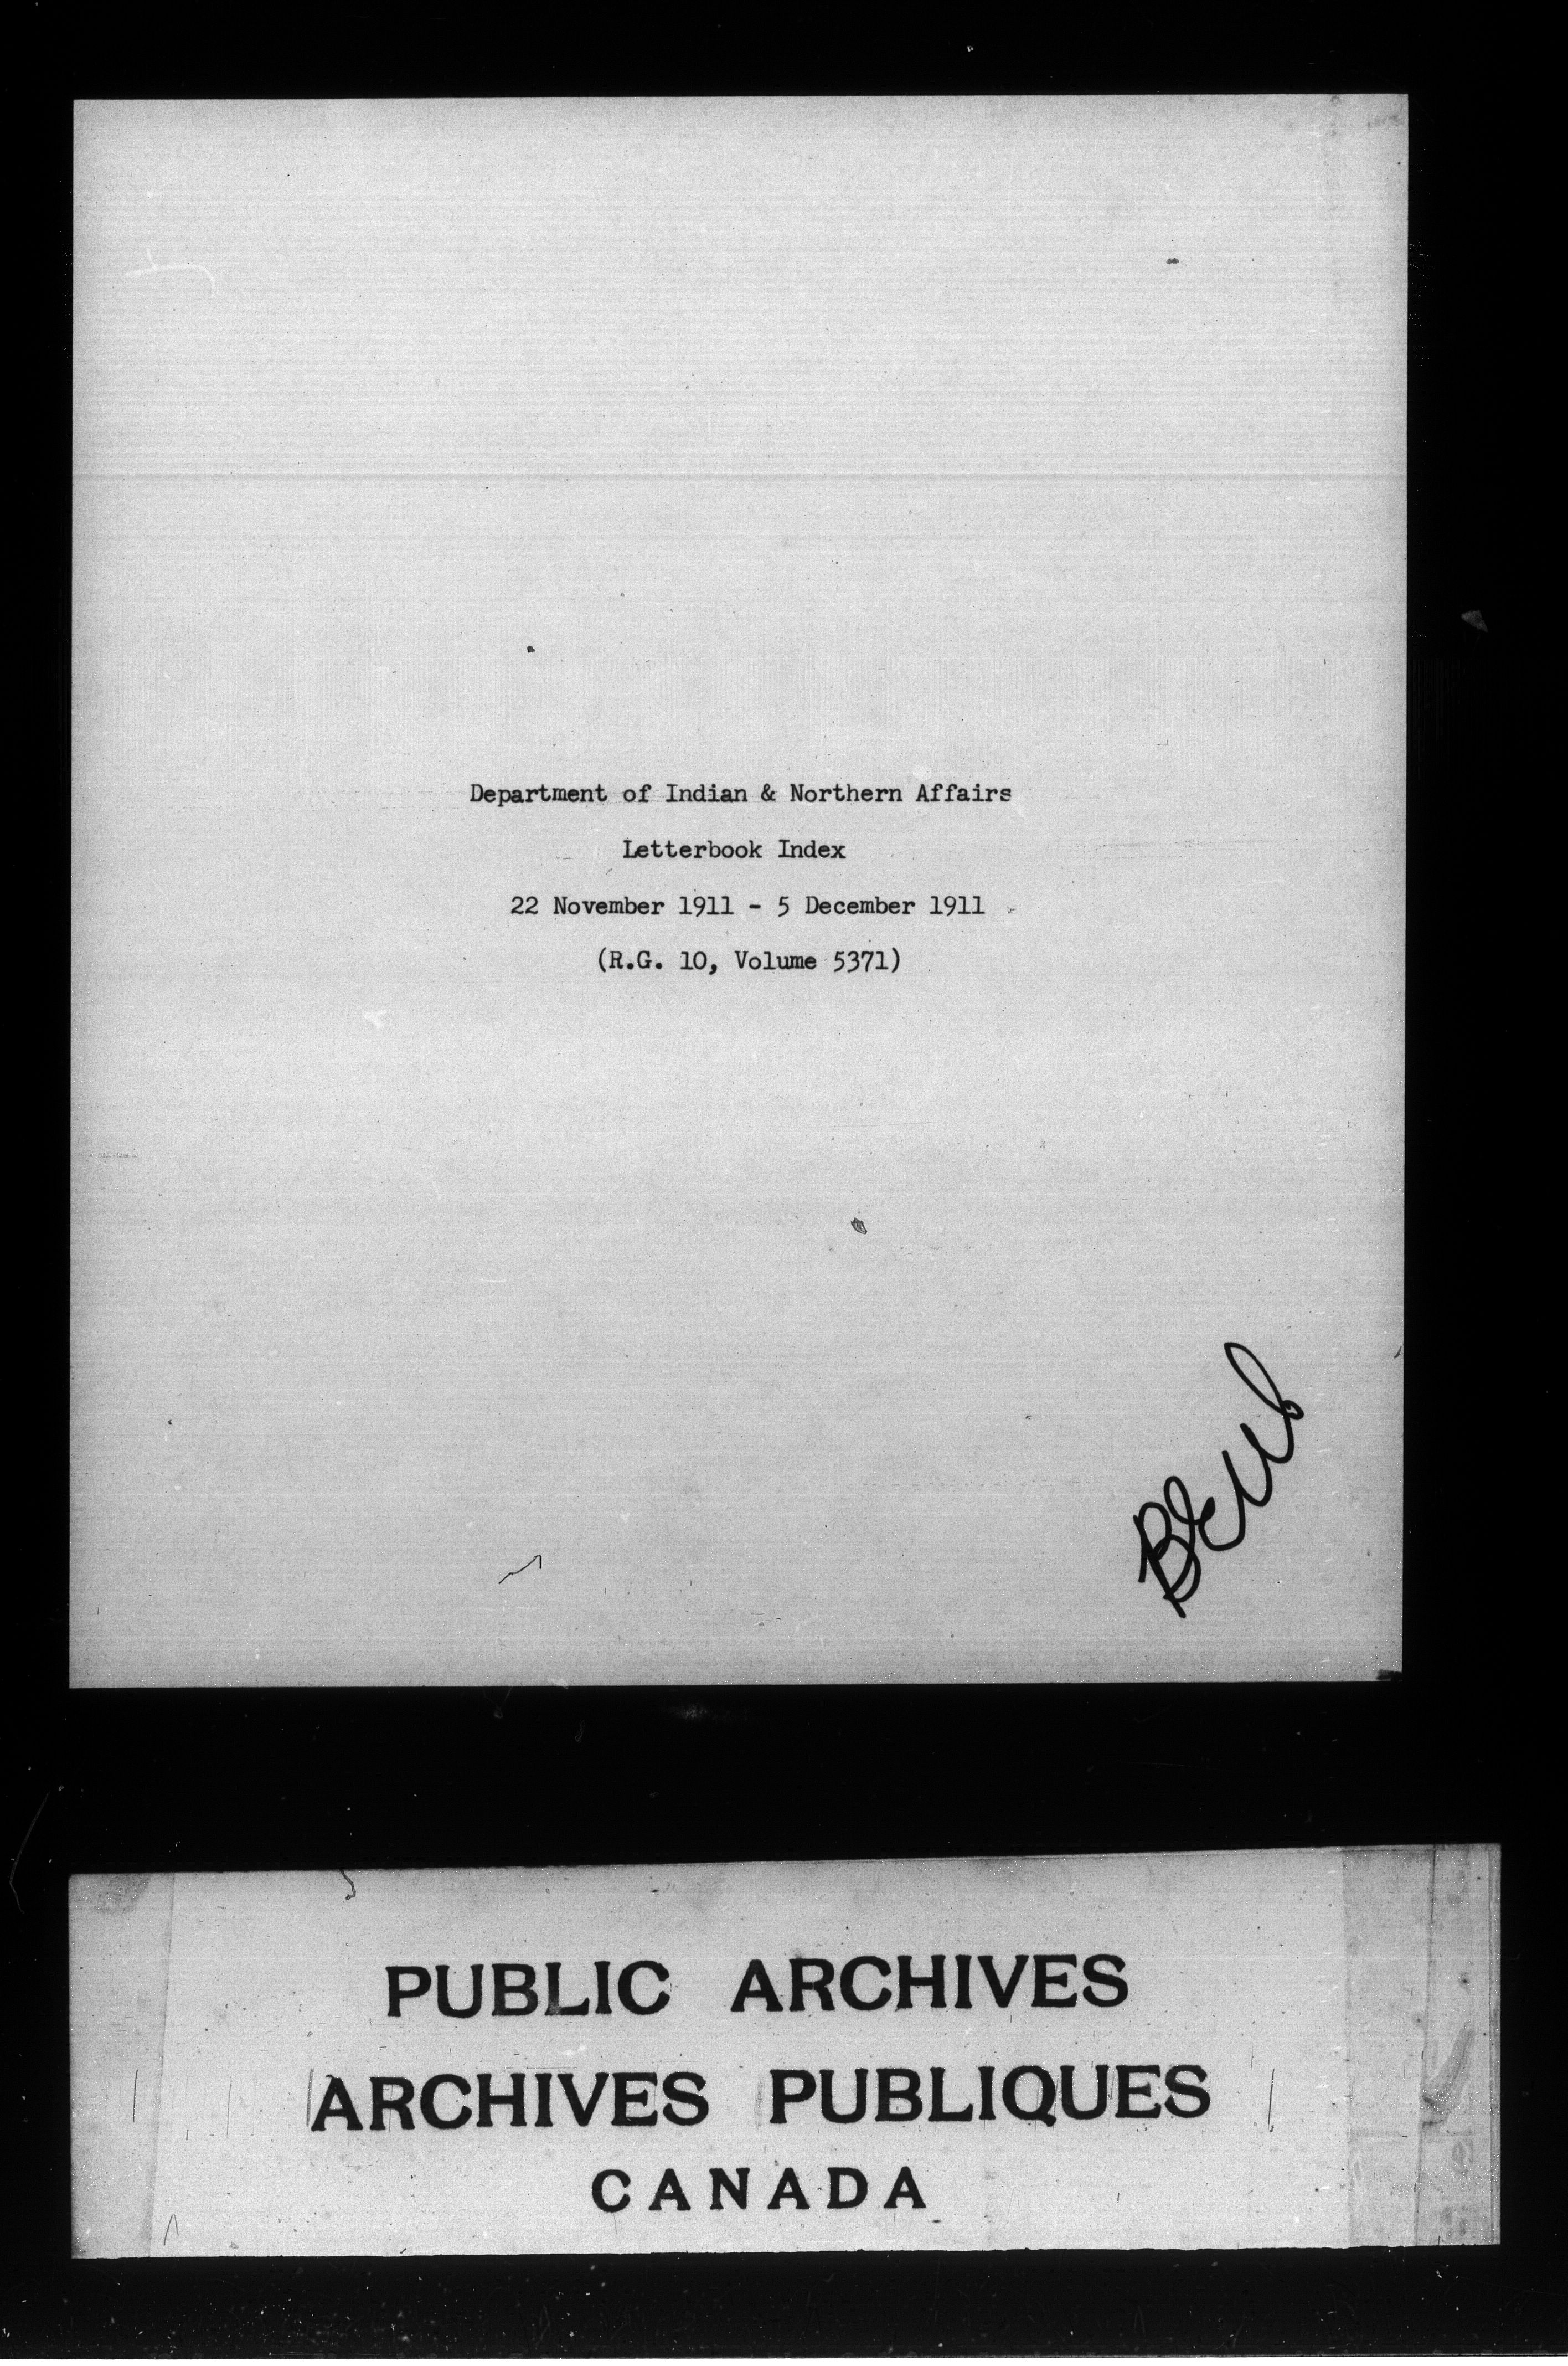 Department of Indian & Northern Affairs
Letterbook Index
22 November 1911 - 5 December 1911
(R.G. 10, Volume 5371)
PUBLIC ARCHIVES
ARCHIVES PUBLIQUES
CANADA